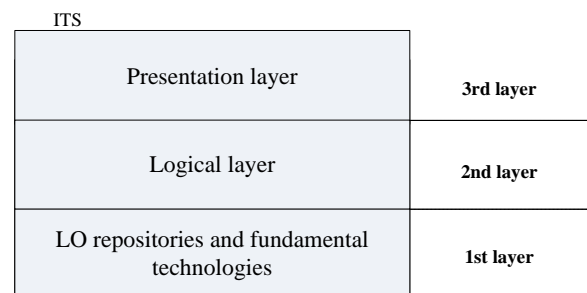 ITS
Presentation layer
3rd layer
Logical layer
2nd layer
LO repositories and fundamental
technologies
1st layer